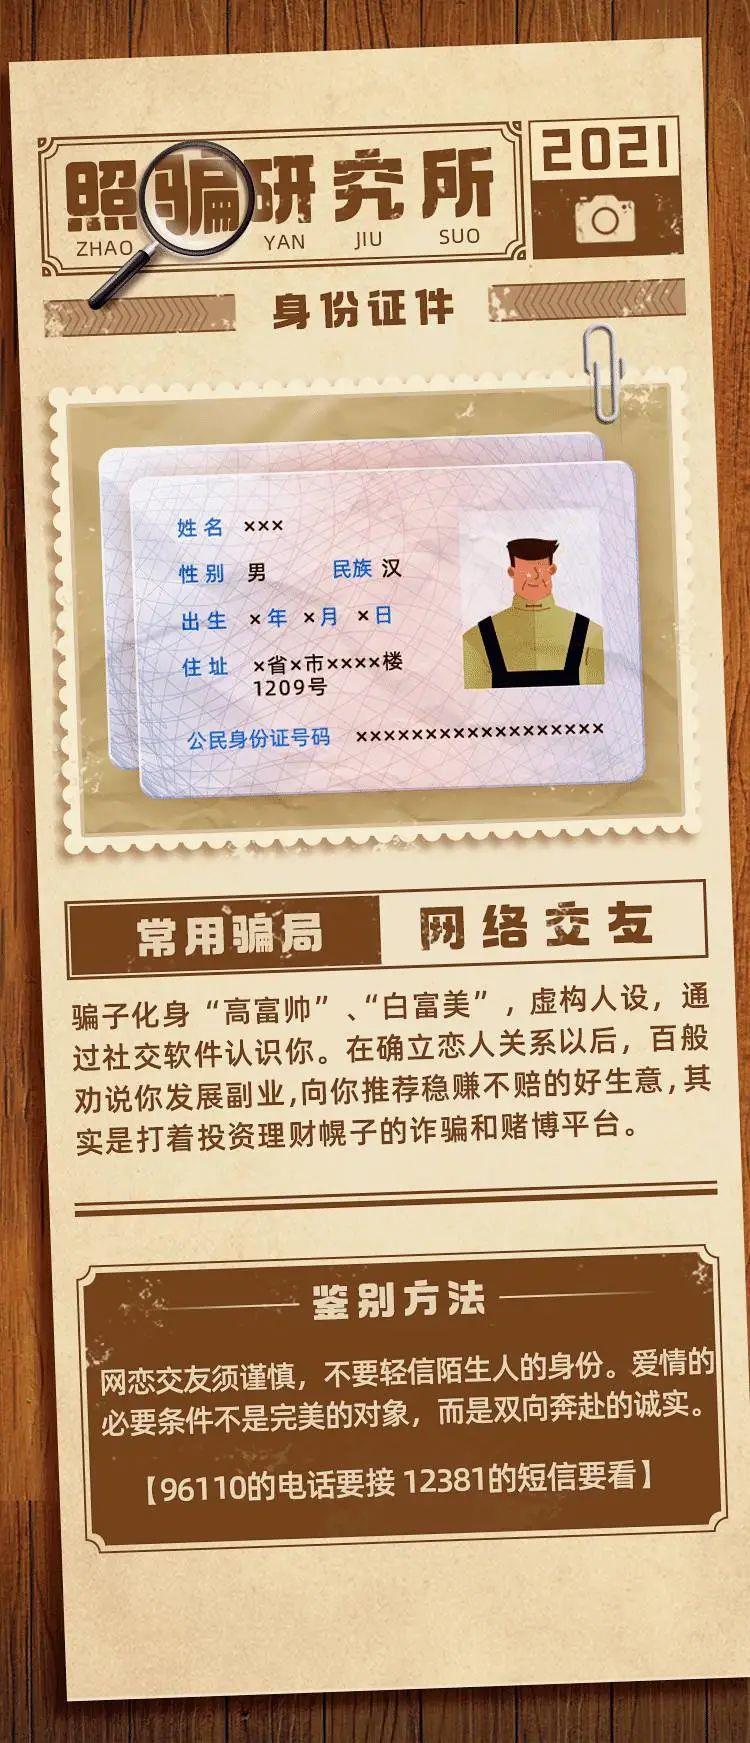 照骗研究所
ZHAO YAN JIU SUO
2021
身份证件
姓名 ×××
性别 男 民族 汉
出生 ×年 ×月 ×日
住址 ×省×市××××楼
1209号
公民身份证号码 ××××××××××××××××××
常用骗局 网络交友
骗子化身“高富帅”、“白富美”，虚构人设，通
过社交软件认识你。在确立恋人关系以后，百般
劝说你发展副业,向你推荐稳赚不赔的好生意,其
实是打着投资理财幌子的诈骗和赌博平台。
鉴别方法
网恋交友须谨慎，不要轻信陌生人的身份。爱情的
必要条件不是完美的对象，而是双向奔赴的诚实。
【96110的电话要接 12381的短信要看】